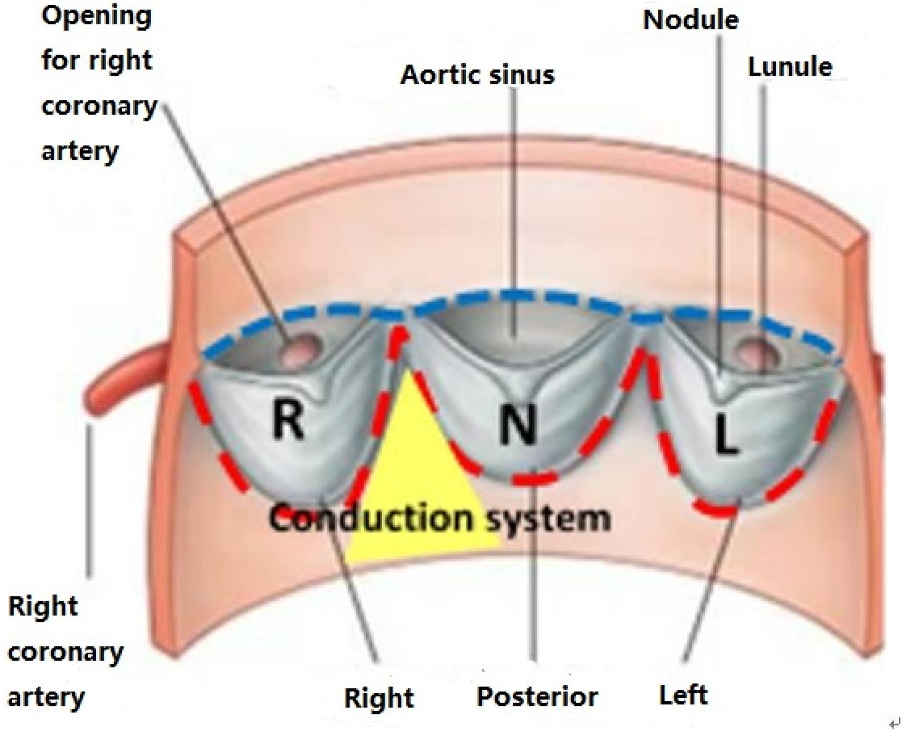 Opening
for right
coronary
artery
Aortic sinus
Nodule
Lunule
R
N
L
Conduction system
Right
coronary
artery
Right
Posterior
Left
↵